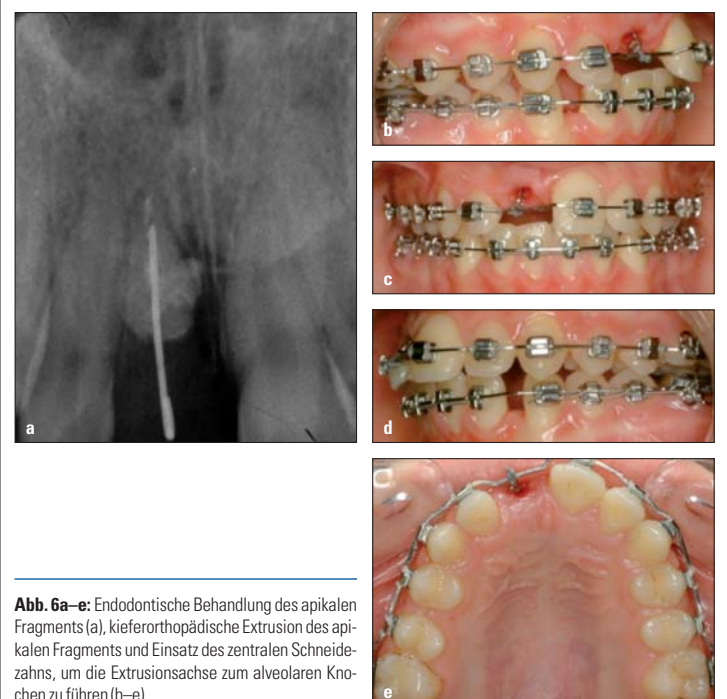 a
b
c
d
e
Abb. 6a–e: Endodontische Behandlung des apikalen
Fragments (a), kieferorthopädische Extrusion des api-
kalen Fragments und Einsatz des zentralen Schneide-
zahns, um die Extrusionsachse zum alveolaren Kno-
chen zu führen (b–e).